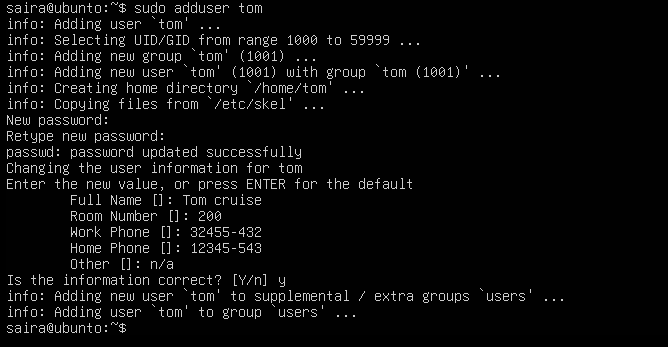 saira@ubunto:~$ sudo adduser tom
info: Adding user `tom' ...
info: Selecting UID/GID from range 1000 to 59999 ...
info: Adding new group `tom' (1001) ...
info: Adding new user `tom' (1001) with group `tom (1001)' ...
info: Creating home directory `/home/tom' ...
info: Copying files from `/etc/skel' ...
New password:
Retype new password:
passwd: password updated successfully
Changing the user information for tom
Enter the new value, or press ENTER for the default
        Full Name []: Tom cruise
        Room Number []: 200
        Work Phone []: 32455-432
        Home Phone []: 12345-543
        Other []: n/a
Is the information correct? [Y/n] y
info: Adding new user `tom' to supplemental / extra groups `users' ...
info: Adding user `tom' to group `users' ...
saira@ubunto:~$